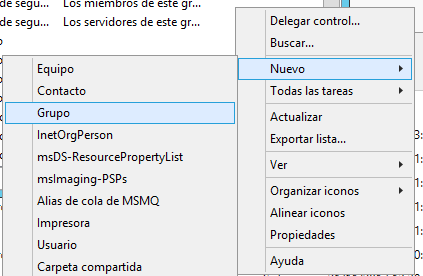 de segu... Los miembros de este gr...
de segu... Los servidores de este gr...
Delegar control...
Buscar...
Nuevo
Todas las tareas
Actualizar
Exportar lista...
Ver
Organizar iconos
Alinear iconos
Propiedades
Ayuda
Equipo
Contacto
Grupo
InetOrgPerson
msDS-ResourcePropertyList
msImaging-PSPs
Alias de cola de MSMQ
Impresora
Usuario
Carpeta compartida